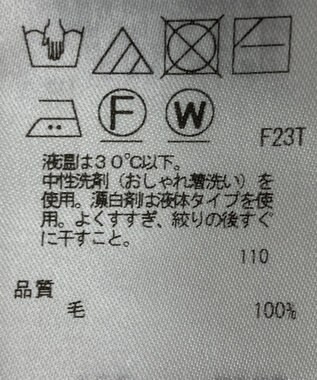 F W
F23T
液温は30℃以下。
中性洗剤（おしゃれ着洗い）を
使用。漂白剤は液体タイプを使
用。よくすすぎ、絞りの後すぐ
に干すこと。
110
品質
毛 100%